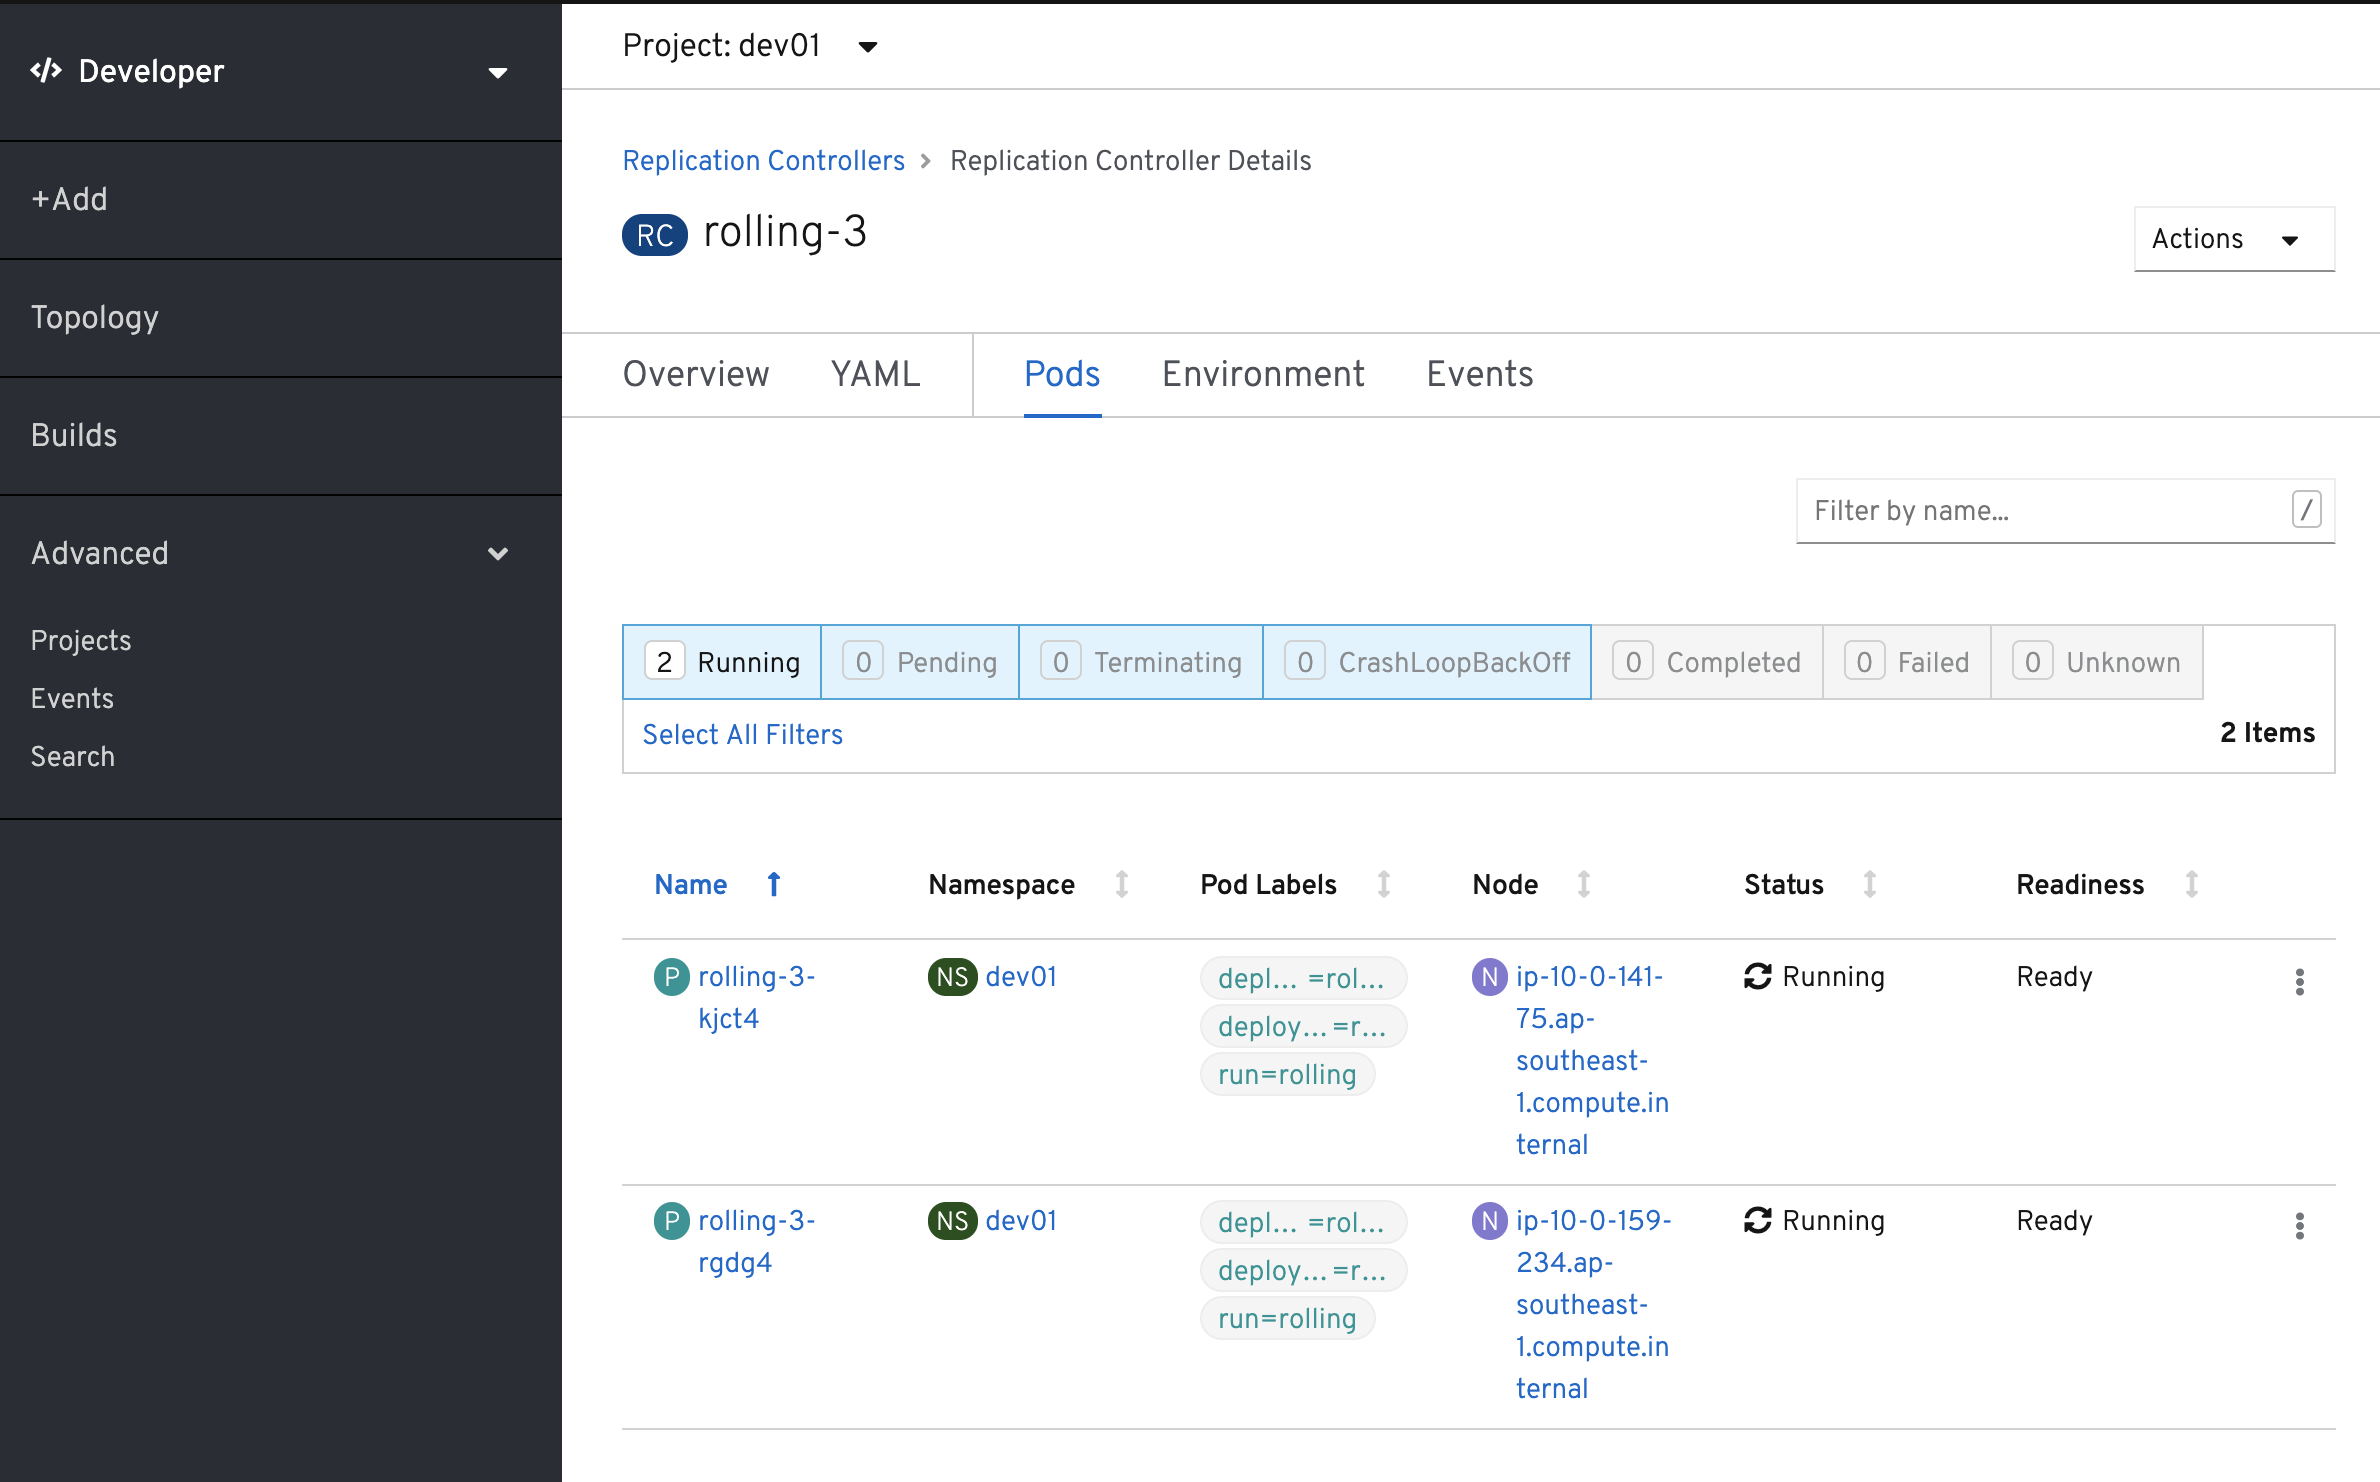 Developer
+Add
Topology
Builds
Advanced
Projects
Events
Search
Project: dev01
Replication Controllers > Replication Controller Details
RC rolling-3
Actions
Overview YAML Pods Environment Events
Filter by name... /
2 Running 0 Pending 0 Terminating 0 CrashLoopBackOff 0 Completed 0 Failed 0 Unknown
Select All Filters 2 Items
Name Namespace Pod Labels Node Status Readiness
P rolling-3-
kjct4
NS dev01
depl... =rol...
deploy... =r...
run=rolling
N ip-10-0-141-
75.ap-
southeast-
1.compute.in
ternal
Running
Ready
P rolling-3-
rgdg4
NS dev01
depl... =rol...
deploy... =r...
run=rolling
N ip-10-0-159-
234.ap-
southeast-
1.compute.in
ternal
Running
Ready